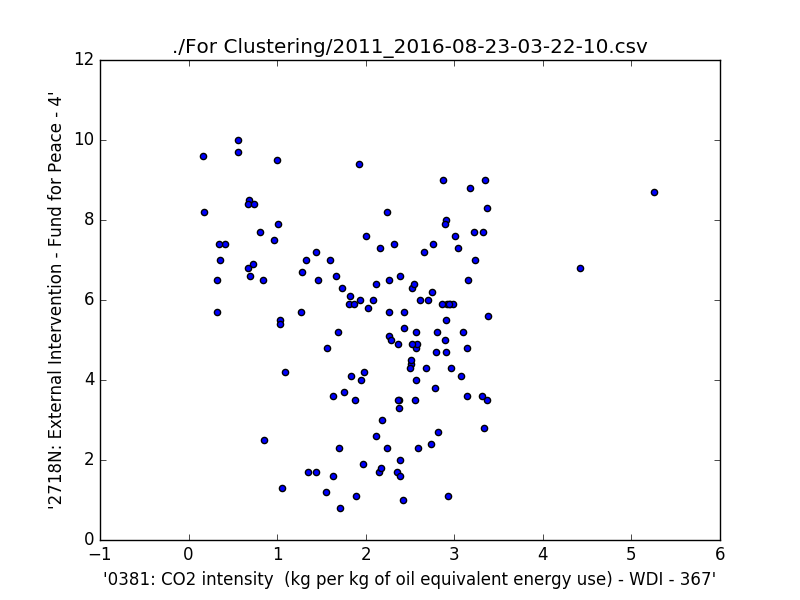 ./For Clustering/2011_2016-08-23-03-22-10.csv
'2718N: External Intervention - Fund for Peace - 4'
12
10
8
6
4
2
0
−1 0 1 2 3 4 5 6
'0381: CO2 intensity  (kg per kg of oil equivalent energy use) - WDI - 367'